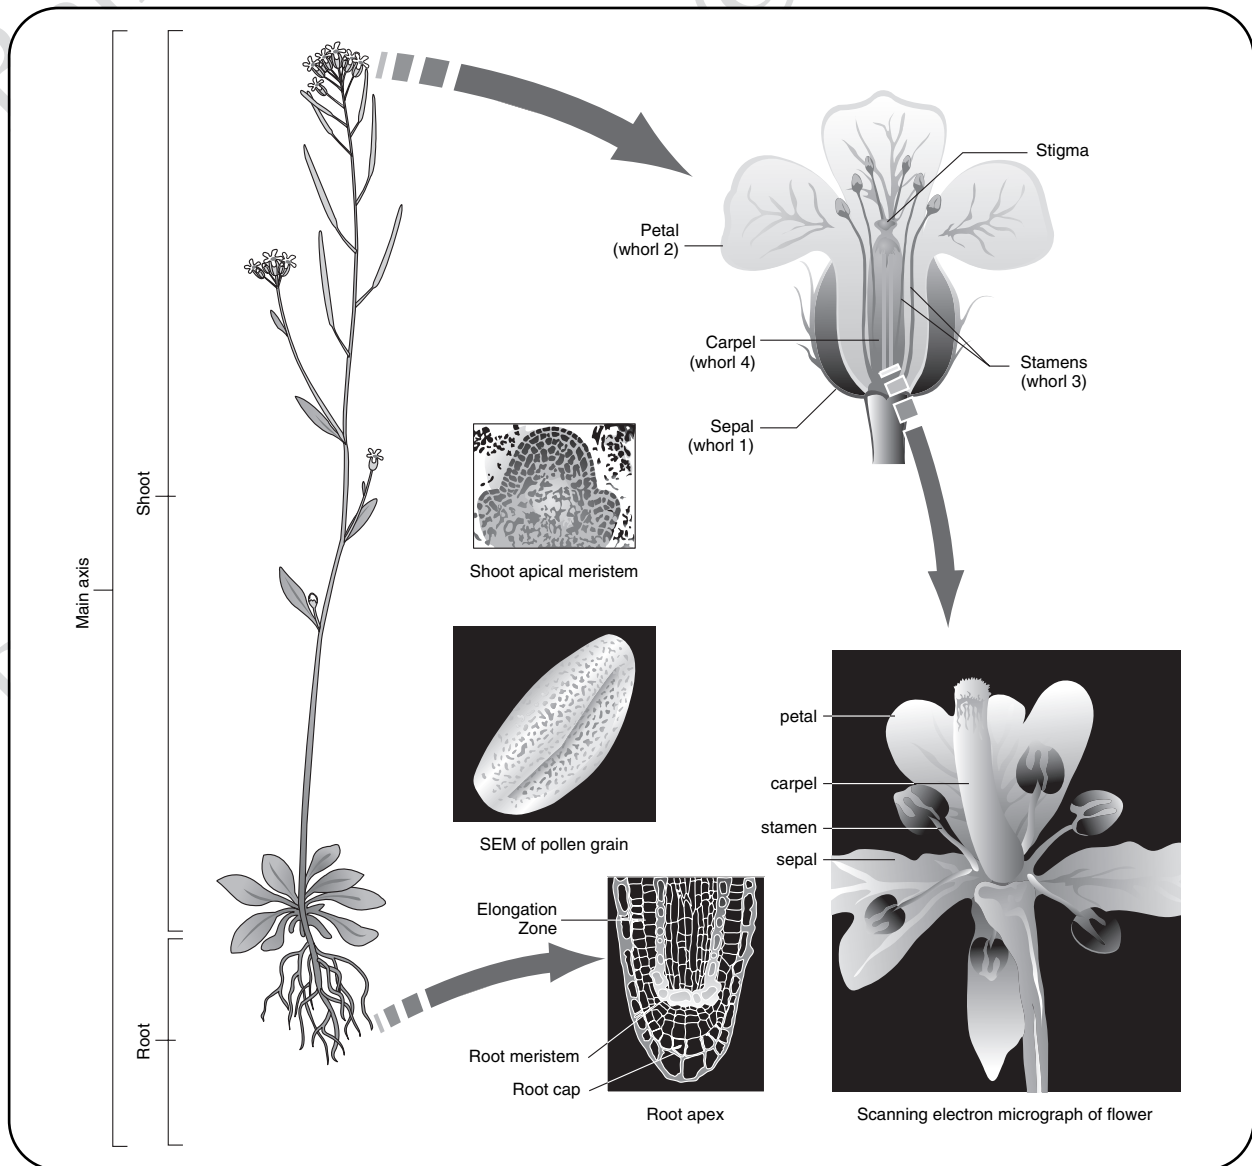 Stigma
Petal
(whorl 2)
Carpel
(whorl 4)
Stamens
(whorl 3)
Sepal
(whorl 1)
Shoot
Main axis
Shoot apical meristem
SEM of pollen grain
petal
carpel
stamen
sepal
Elongation
Zone
Root
Root meristem
Root cap
Root apex
Scanning electron micrograph of flower